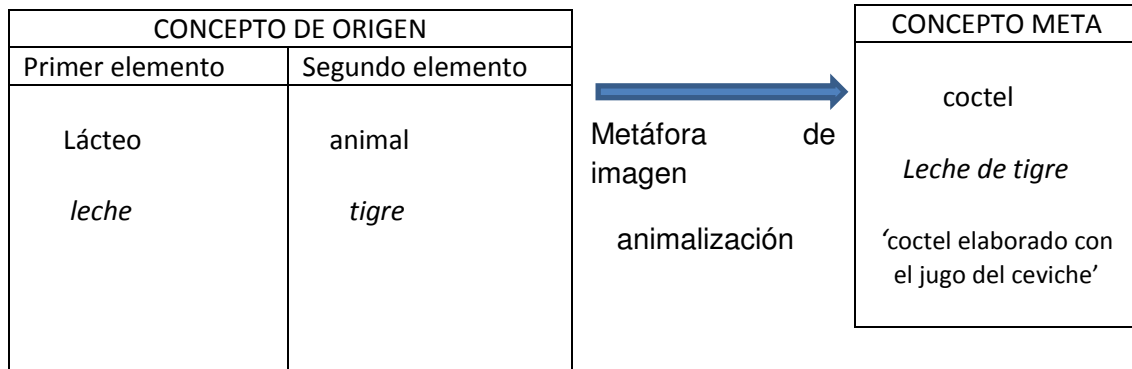 CONCEPTO DE ORIGEN
Primer elemento
Segundo elemento
Lácteo
animal
leche
tigre
Metáfora de
imagen
animalización
CONCEPTO META
coctel
Leche de tigre
‘coctel elaborado con
el jugo del ceviche’